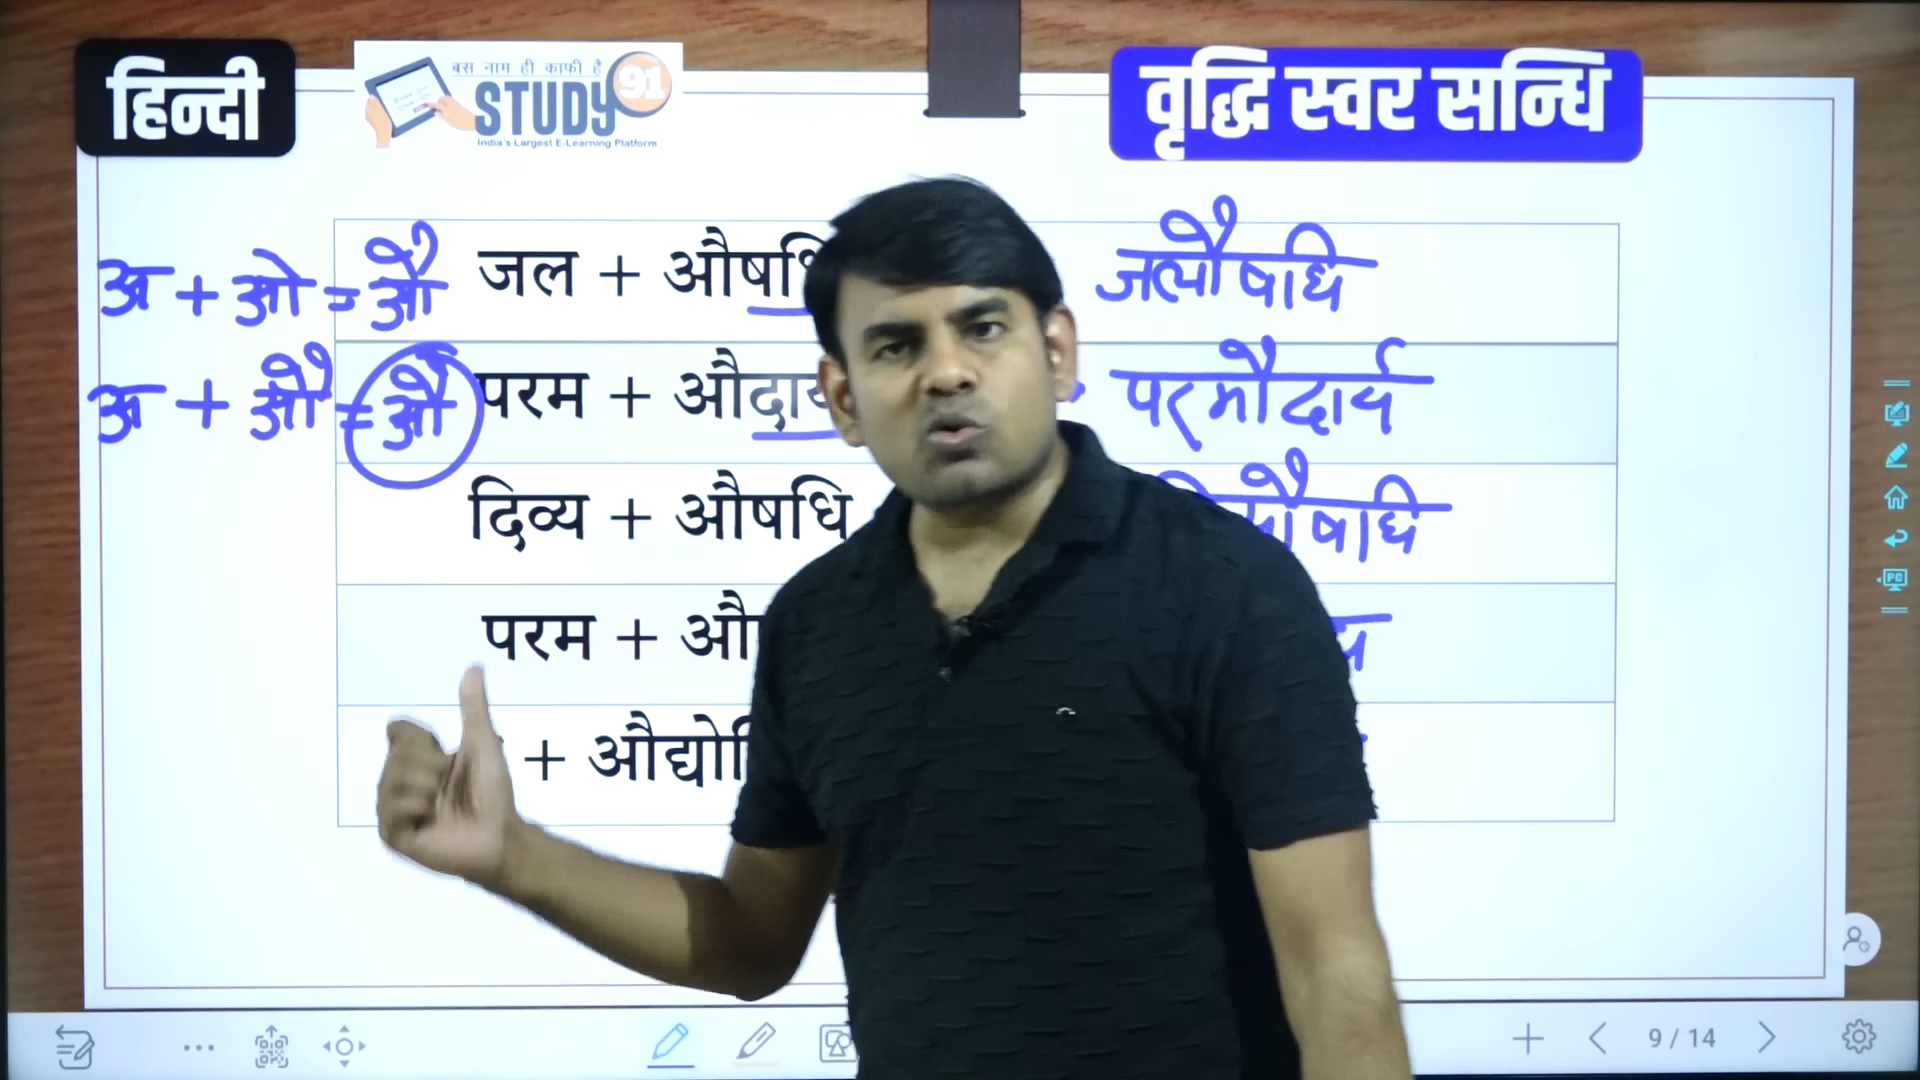 हिन्दी
बस नाम ही काफी है
STUDY 91
India's Largest E-Learning Platform
वृद्धि स्वर सन्धि
अ + ओ = औ
जल + औषधि
जलौषधि
अ + औ = औ
परम + औदार्य
परमौदार्य
दिव्य + औषधि
परम +
+
9 / 14
PC